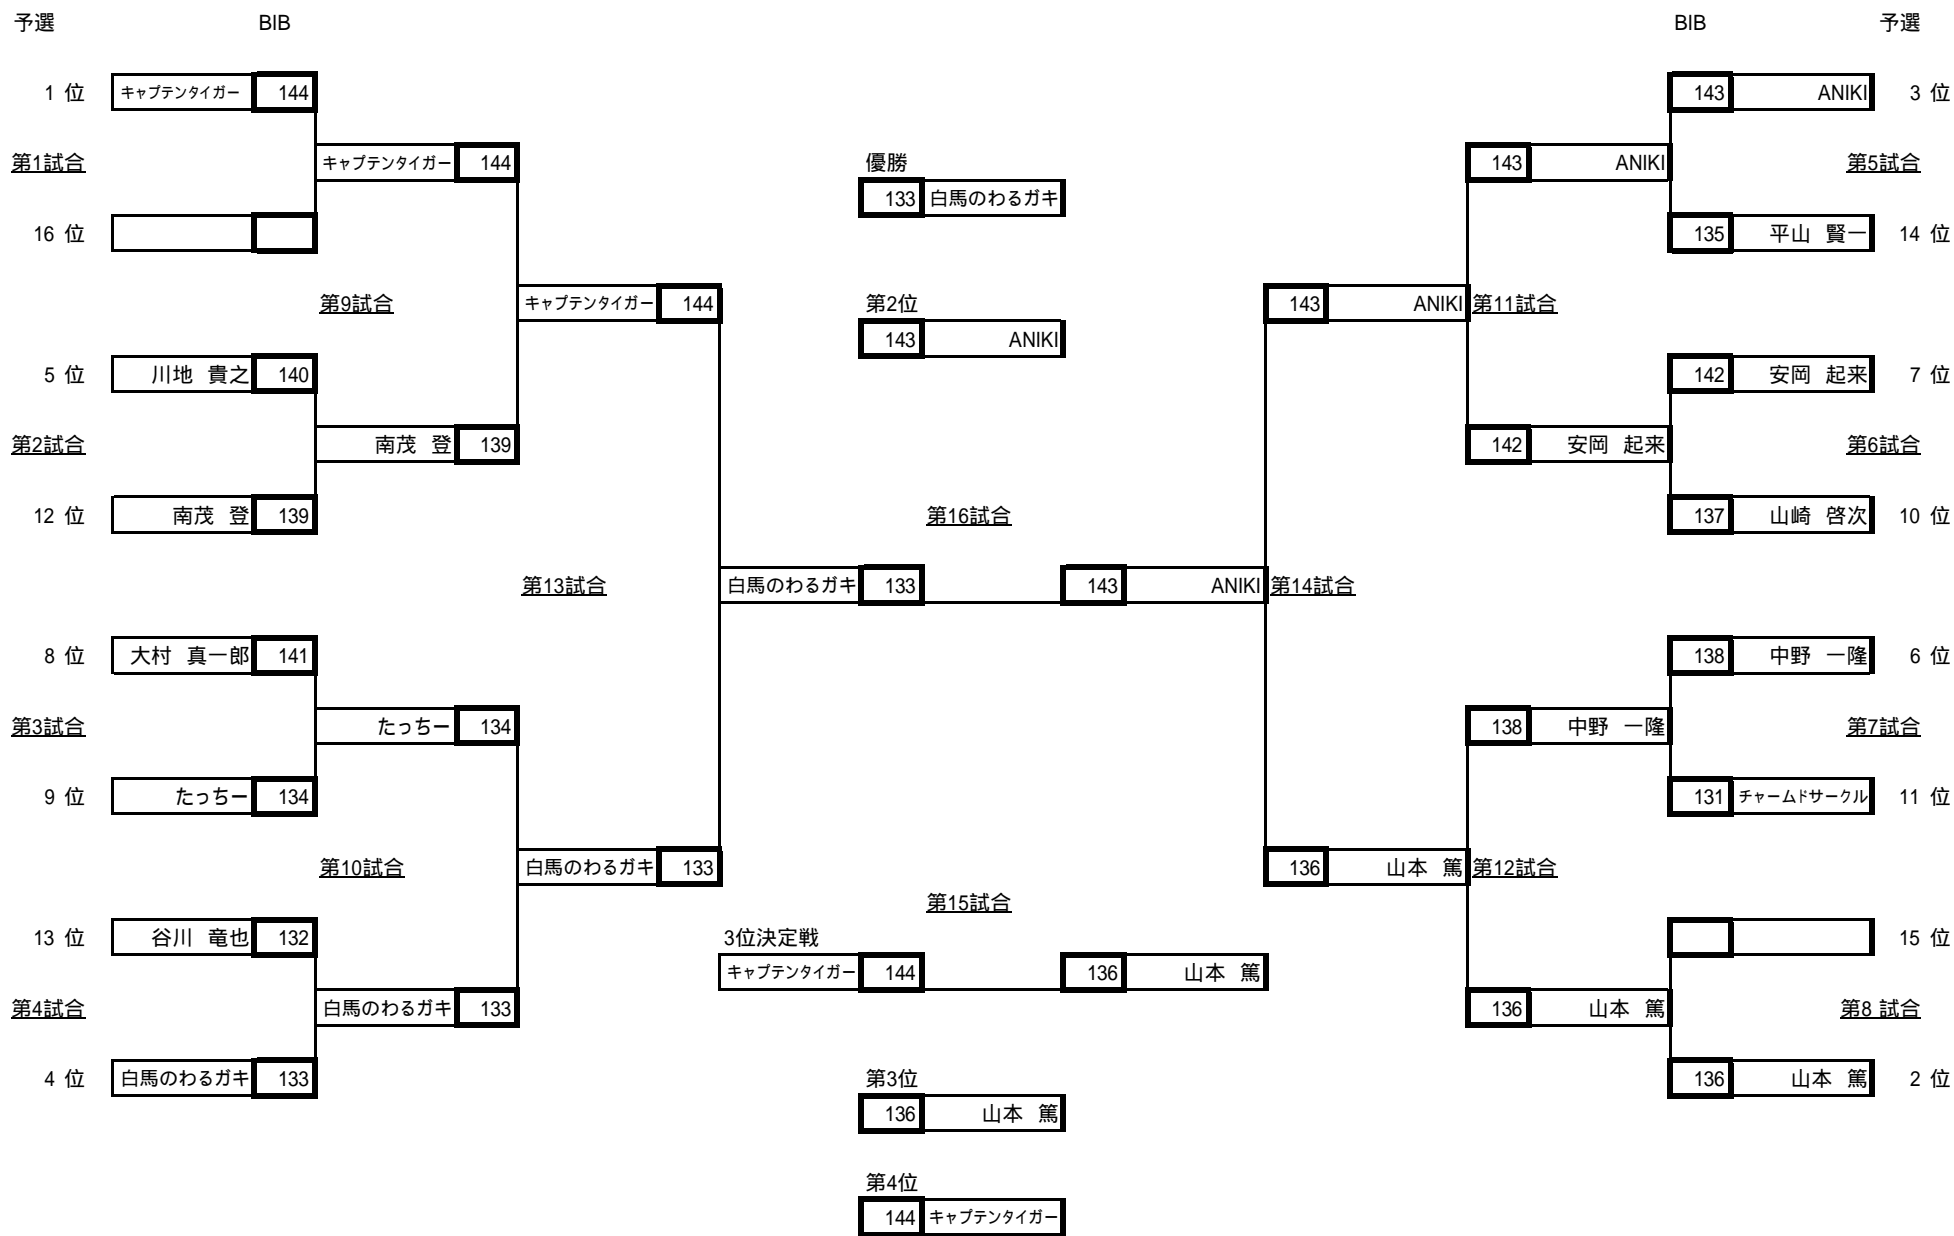 予選 BIB BIB 予選
1 位 キャプテンタイガー 144 143 ANIKI 3 位
第1試合 キャプテンタイガー 144 優勝 143 ANIKI 第5試合
133 白馬のわるガキ
16 位 135 平山 賢一 14 位
第9試合 キャプテンタイガー 144 第2位 143 ANIKI 第11試合
143 ANIKI
5 位 川地 貴之 140 142 安岡 起来 7 位
第2試合 南茂 登 139 142 安岡 起来 第6試合
12 位 南茂 登 139 第16試合 137 山崎 啓次 10 位
第13試合 白馬のわるガキ 133 143 ANIKI 第14試合
8 位 大村 真一郎 141 138 中野 一隆 6 位
第3試合 たっちー 134 138 中野 一隆 第7試合
9 位 たっちー 134 131 チャームドサークル 11 位
第10試合 白馬のわるガキ 133 136 山本 篤 第12試合
第15試合
13 位 谷川 竜也 132 3位決定戦 15 位
キャプテンタイガー 144 136 山本 篤
第4試合 白馬のわるガキ 133 136 山本 篤 第8 試合
4 位 白馬のわるガキ 133 第3位 136 山本 篤 2 位
136 山本 篤
第4位
144 キャプテンタイガー